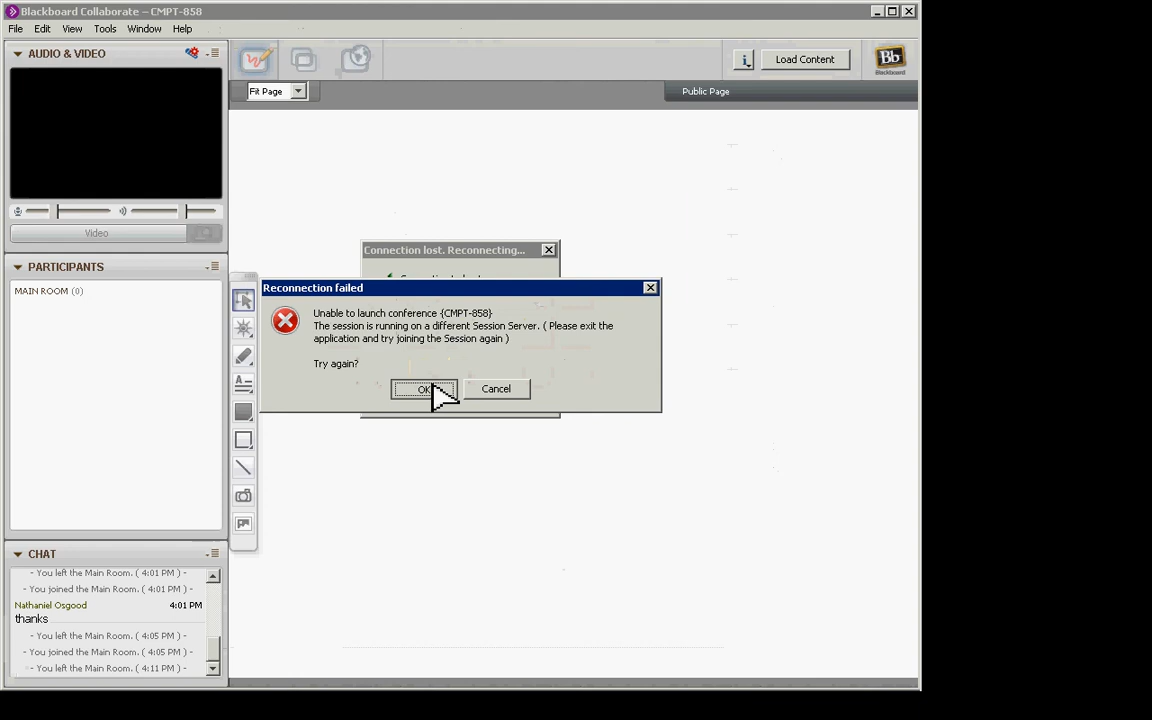 Blackboard Collaborate – CMPT-858
File Edit View Tools Window Help
AUDIO & VIDEO
Load Content
Bb
Blackboard
Fit Page
Public Page
Video
PARTICIPANTS
MAIN ROOM (0)
Connection lost. Reconnecting...
Reconnection failed
Unable to launch conference {CMPT-858}
The session is running on a different Session Server. ( Please exit the
application and try joining the Session again )
Try again?
OK
Cancel
CHAT
- You left the Main Room. ( 4:01 PM ) -
- You joined the Main Room. ( 4:01 PM ) -
Nathaniel Osgood 4:01 PM
thanks
- You left the Main Room. ( 4:05 PM ) -
- You joined the Main Room. ( 4:05 PM ) -
- You left the Main Room. ( 4:11 PM ) -